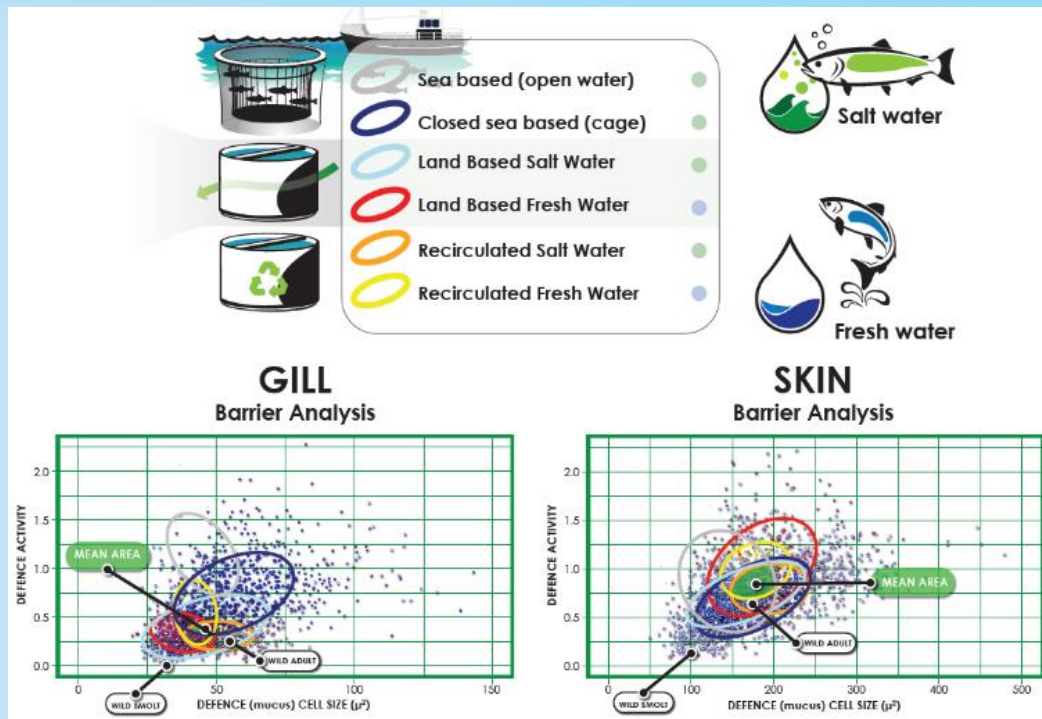 Sea based (open water)
Closed sea based (cage)
Land Based Salt Water
Land Based Fresh Water
Recirculated Salt Water
Recirculated Fresh Water
Salt water
Fresh water
GILL
Barrier Analysis
DEFENCE ACTIVITY
2.0
1.5
1.0
0.5
0.0
MEAN AREA
WILD ADULT
WILD SMOLT
0
50
100
150
DEFENCE (mucus) CELL SIZE (µ²)
SKIN
Barrier Analysis
DEFENCE ACTIVITY
2.0
1.5
1.0
0.5
0.0
MEAN AREA
WILD ADULT
WILD SMOLT
0
100
200
300
400
500
DEFENCE (mucus) CELL SIZE (µ²)